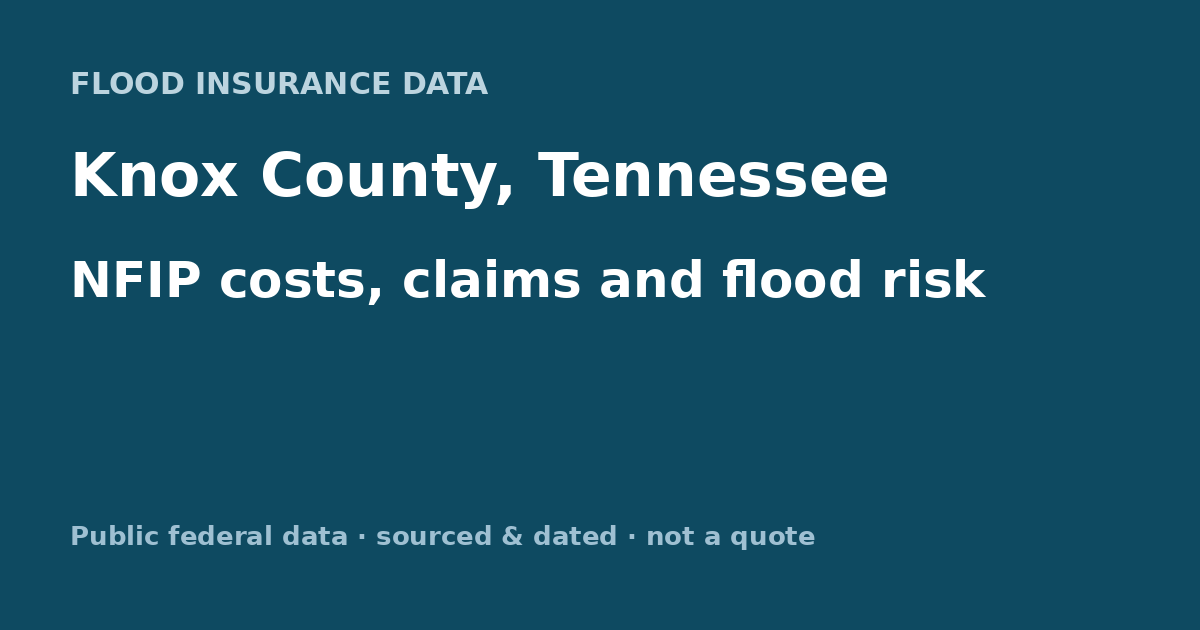 FLOOD INSURANCE DATA
Knox County, Tennessee
NFIP costs, claims and flood risk
Public federal data · sourced & dated · not a quote